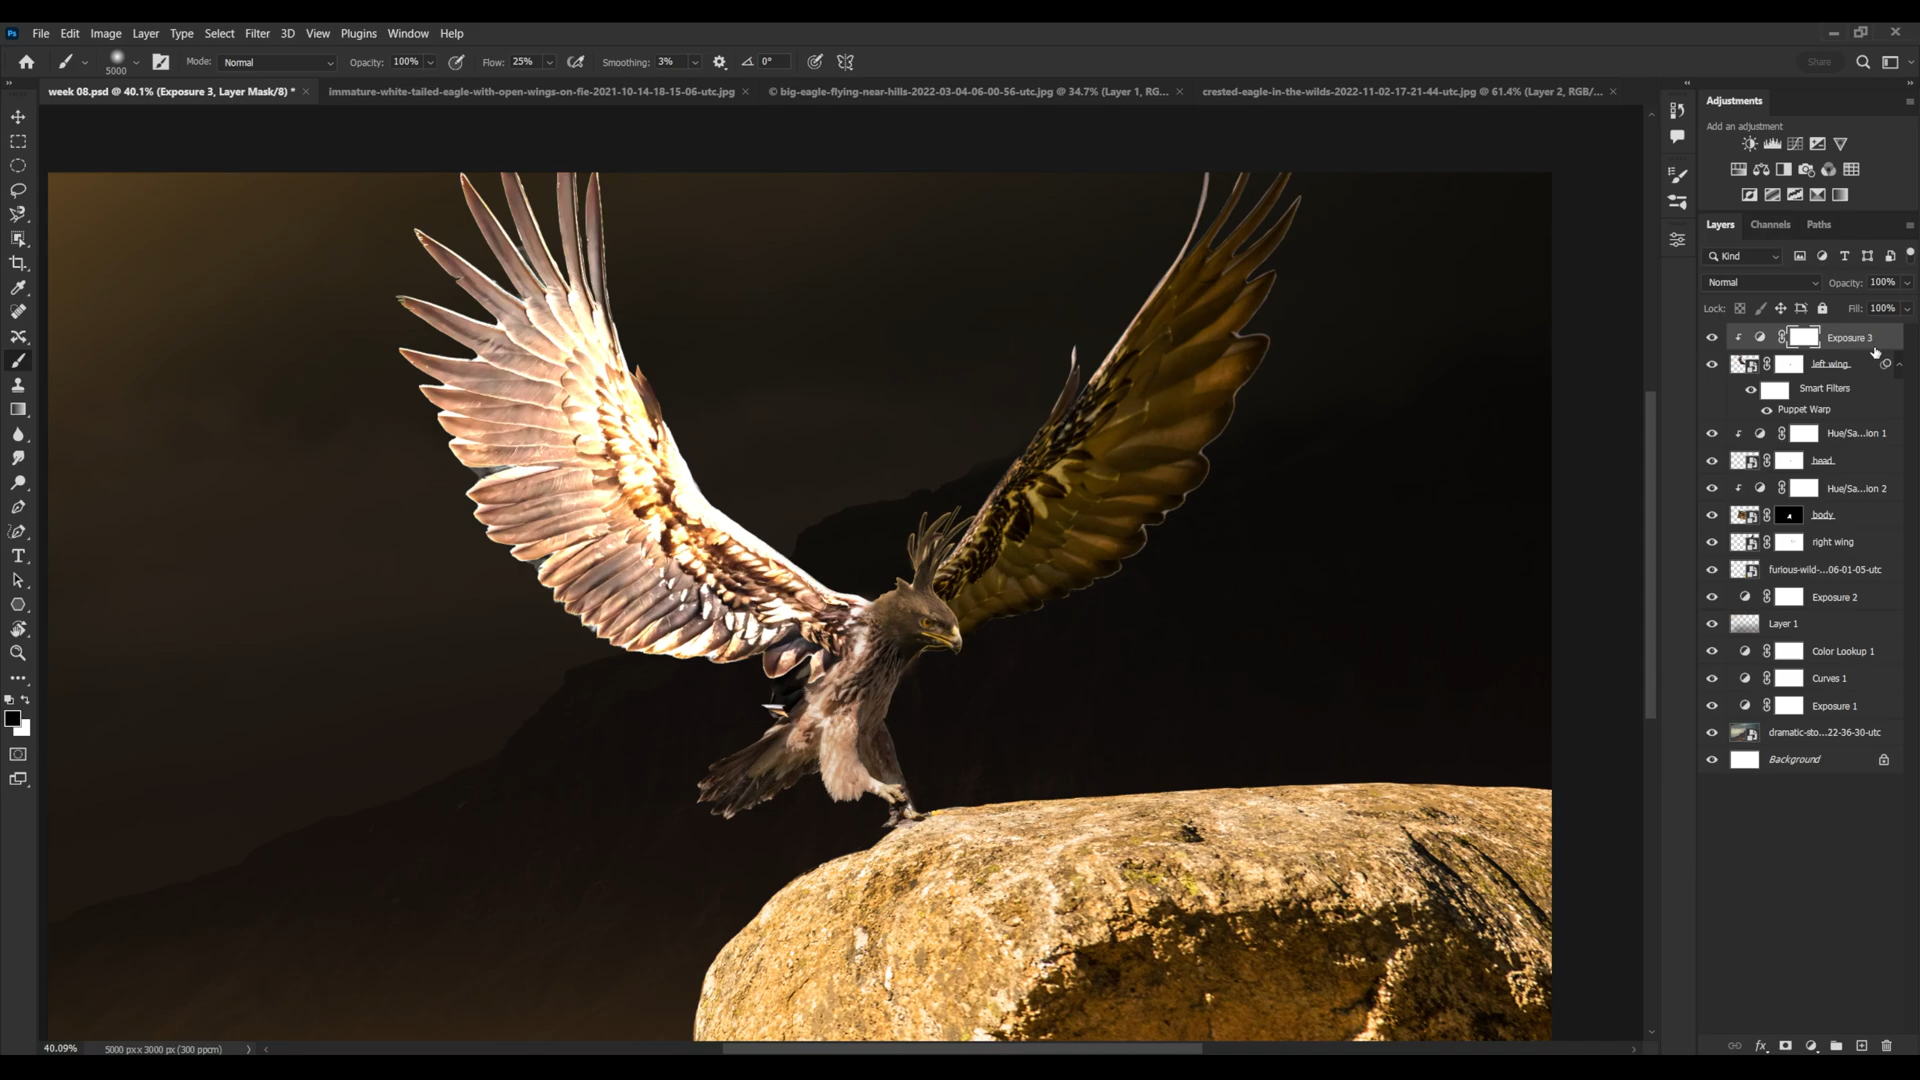 Ps File Edit Image Layer Type Select Filter 3D View Plugins Window Help
5000 Mode: Normal Opacity: 100% Flow: 25% Smoothing: 3% 0° Share
week 08.psd @ 40.1% (Exposure 3, Layer Mask/8) * immature-white-tailed-eagle-with-open-wings-on-fie-2021-10-14-18-15-06-utc.jpg © big-eagle-flying-near-hills-2022-03-04-06-00-56-utc.jpg @ 34.7% (Layer 1, RG... crested-eagle-in-the-wilds-2022-11-02-17-21-44-utc.jpg @ 61.4% (Layer 2, RGB/...
Adjustments
Add an adjustment
Layers Channels Paths
Kind
Normal Opacity: 100%
Lock: Fill: 100%
Exposure 3
left wing
Smart Filters
Puppet Warp
Hue/Sa...ion 1
head
Hue/Sa...ion 2
body
right wing
furious-wild-...06-01-05-utc
Exposure 2
Layer 1
Color Lookup 1
Curves 1
Exposure 1
dramatic-sto...22-36-30-utc
Background
40.09% 5000 px x 3000 px (300 ppcm)